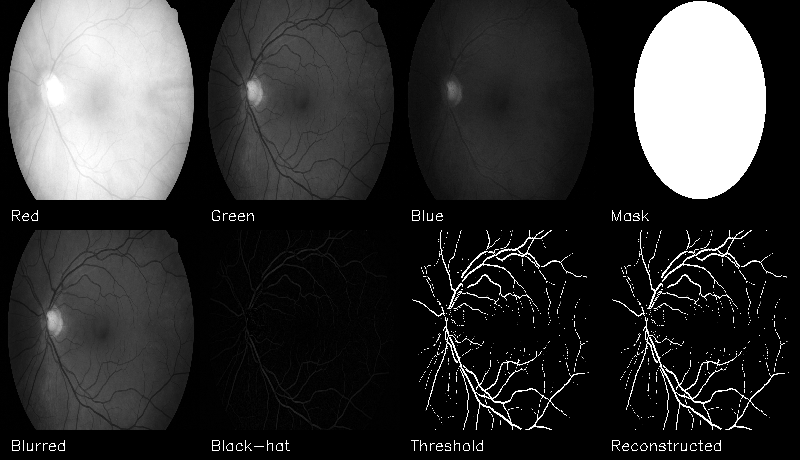 Red
Green
Blue
Mask
Blurred
Black-hat
Threshold
Reconstructed